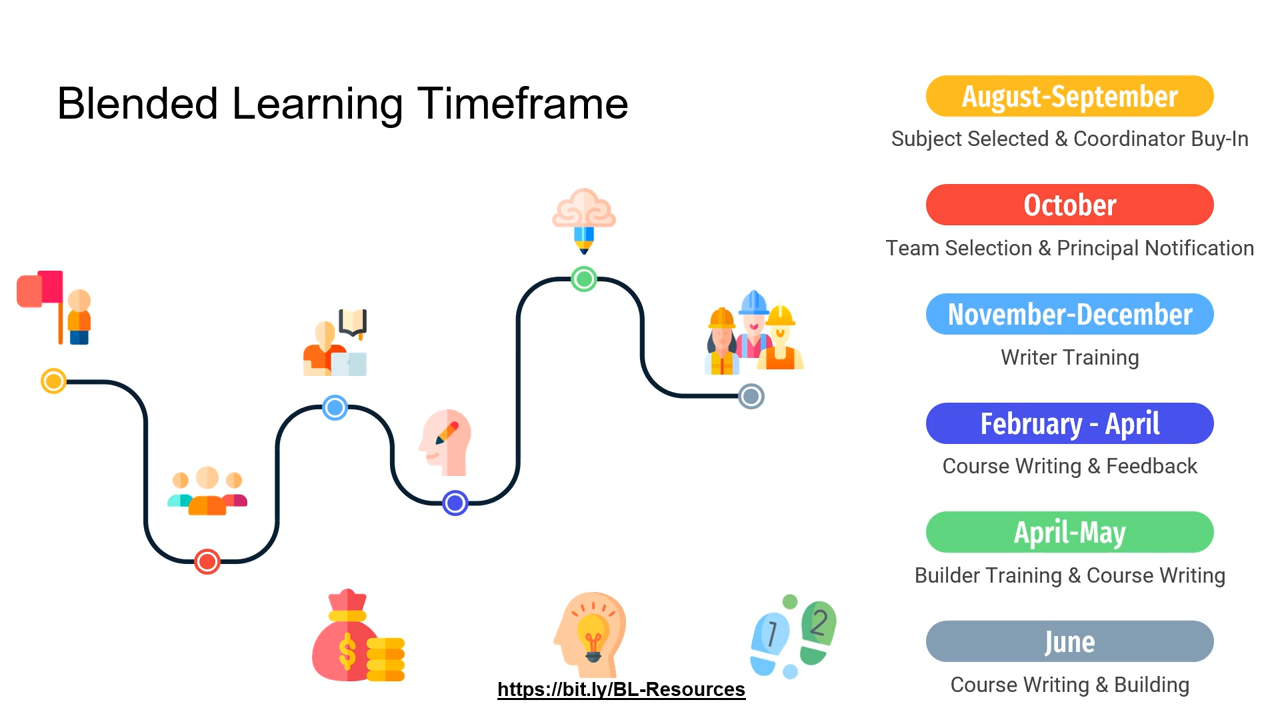 Blended Learning Timeframe
August-September
Subject Selected & Coordinator Buy-In
October
Team Selection & Principal Notification
November-December
Writer Training
February - April
Course Writing & Feedback
April-May
Builder Training & Course Writing
June
Course Writing & Building
$
1
2
https://bit.ly/BL-Resources